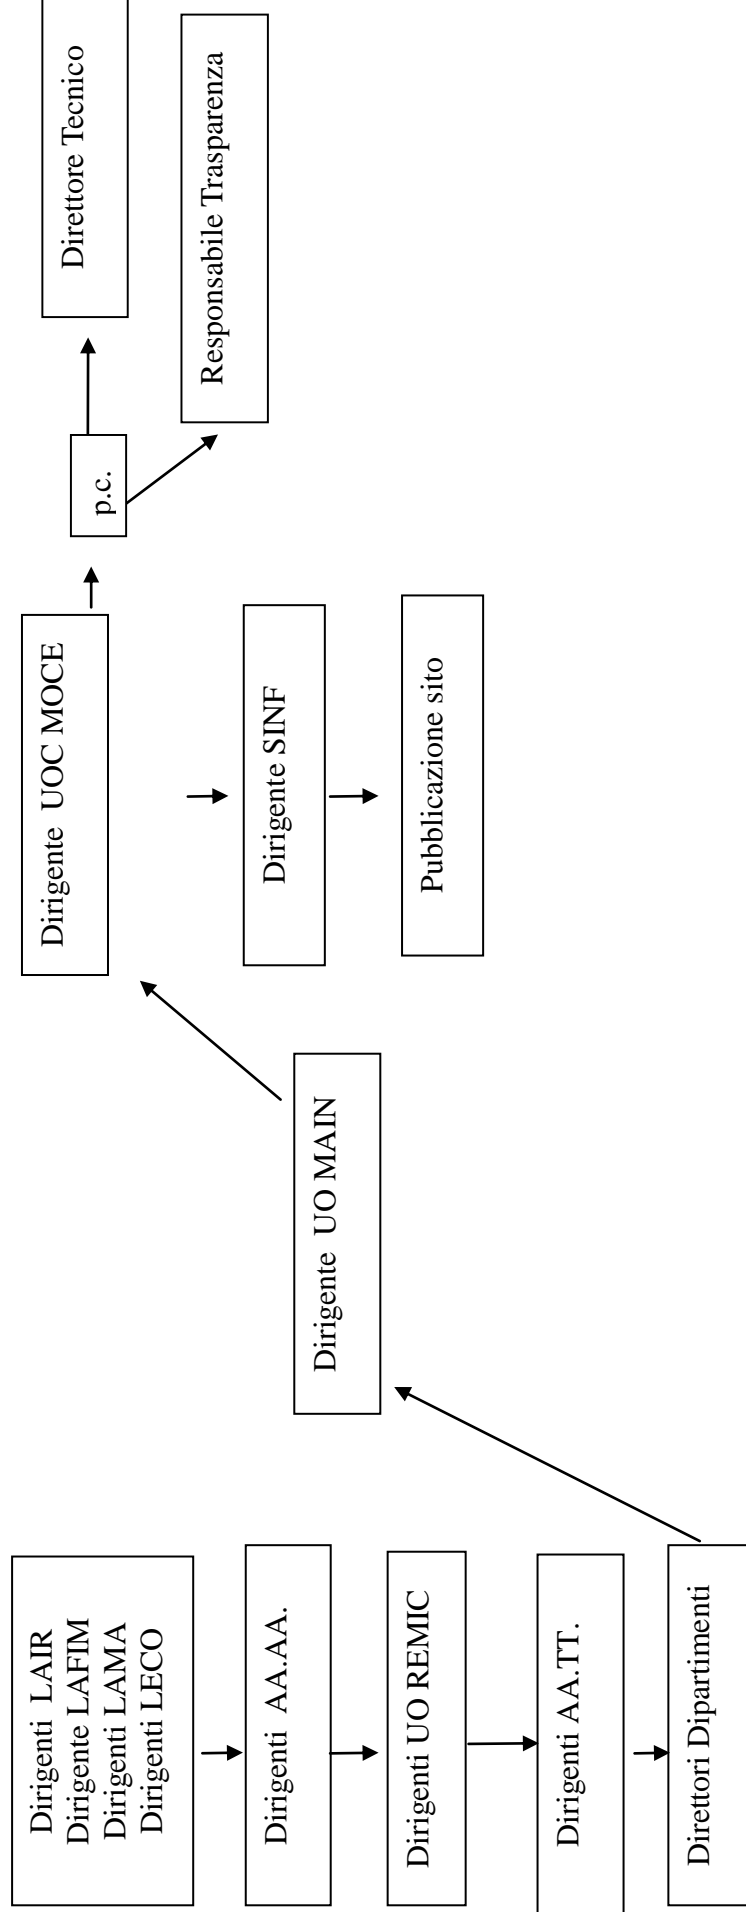 Dirigenti LAIR
Dirigente LAFIM
Dirigenti LAMA
Dirigenti LECO
Dirigenti AA.AA.
Dirigenti UO REMIC
Dirigenti AA.TT.
Direttori Dipartimenti
Dirigente UO MAIN
Dirigente UOC MOCE
Dirigente SINF
Pubblicazione sito
p.c.
Direttore Tecnico
Responsabile Trasparenza